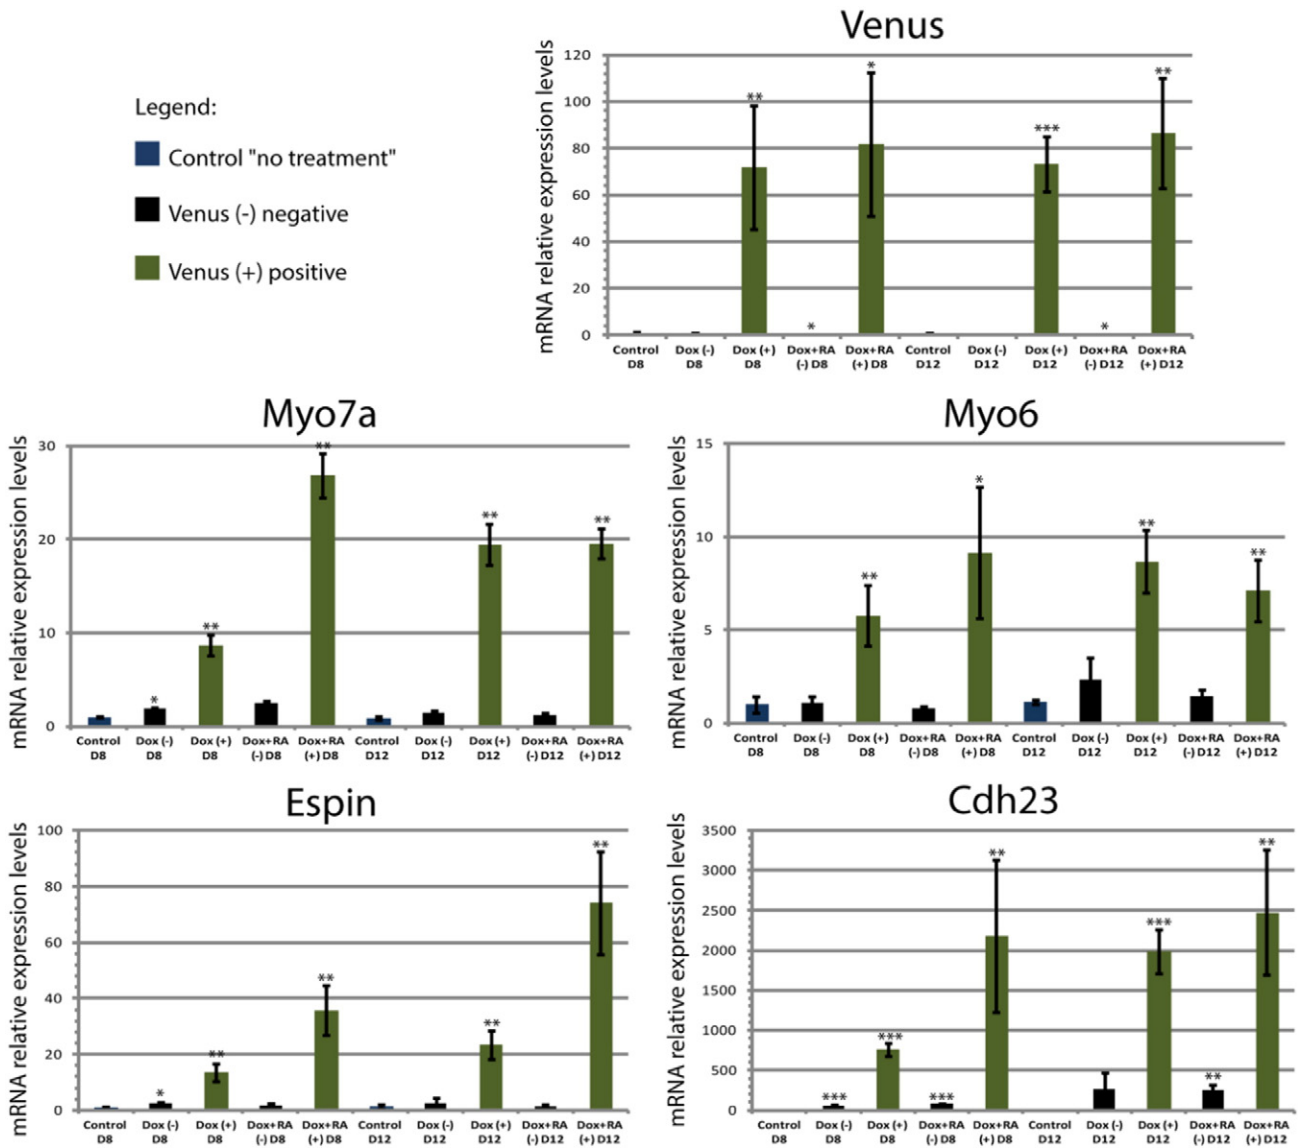 Venus
Legend:
Control "no treatment"
Venus (-) negative
Venus (+) positive
mRNA relative expression levels
120
100
80
60
40
20
0
** * *** **
* *
Control Dox (-) Dox (+) Dox+RA Dox+RA Control Dox (-) Dox (+) Dox+RA Dox+RA
D8 D8 D8 (-) D8 (+) D8 D12 D12 D12 (-) D12 (+) D12
Myo7a
mRNA relative expression levels
30
20
10
0
* ** ** ** **
Control Dox (-) Dox (+) Dox+RA Dox+RA Control Dox (-) Dox (+) Dox+RA Dox+RA
D8 D8 D8 (-) D8 (+) D8 D12 D12 D12 (-) D12 (+) D12
Myo6
mRNA relative expression levels
15
10
5
0
** * ** **
Control Dox (-) Dox (+) Dox+RA Dox+RA Control Dox (-) Dox (+) Dox+RA Dox+RA
D8 D8 D8 (-) D8 (+) D8 D12 D12 D12 (-) D12 (+) D12
Espin
mRNA relative expression levels
100
80
60
40
20
0
* ** ** ** **
Control Dox (-) Dox (+) Dox+RA Dox+RA Control Dox (-) Dox (+) Dox+RA Dox+RA
D8 D8 D8 (-) D8 (+) D8 D12 D12 D12 (-) D12 (+) D12
Cdh23
mRNA relative expression levels
3500
3000
2500
2000
1500
1000
500
0
*** *** *** ** *** ** **
Control Dox (-) Dox (+) Dox+RA Dox+RA Control Dox (-) Dox (+) Dox+RA Dox+RA
D8 D8 D8 (-) D8 (+) D8 D12 D12 D12 (-) D12 (+) D12